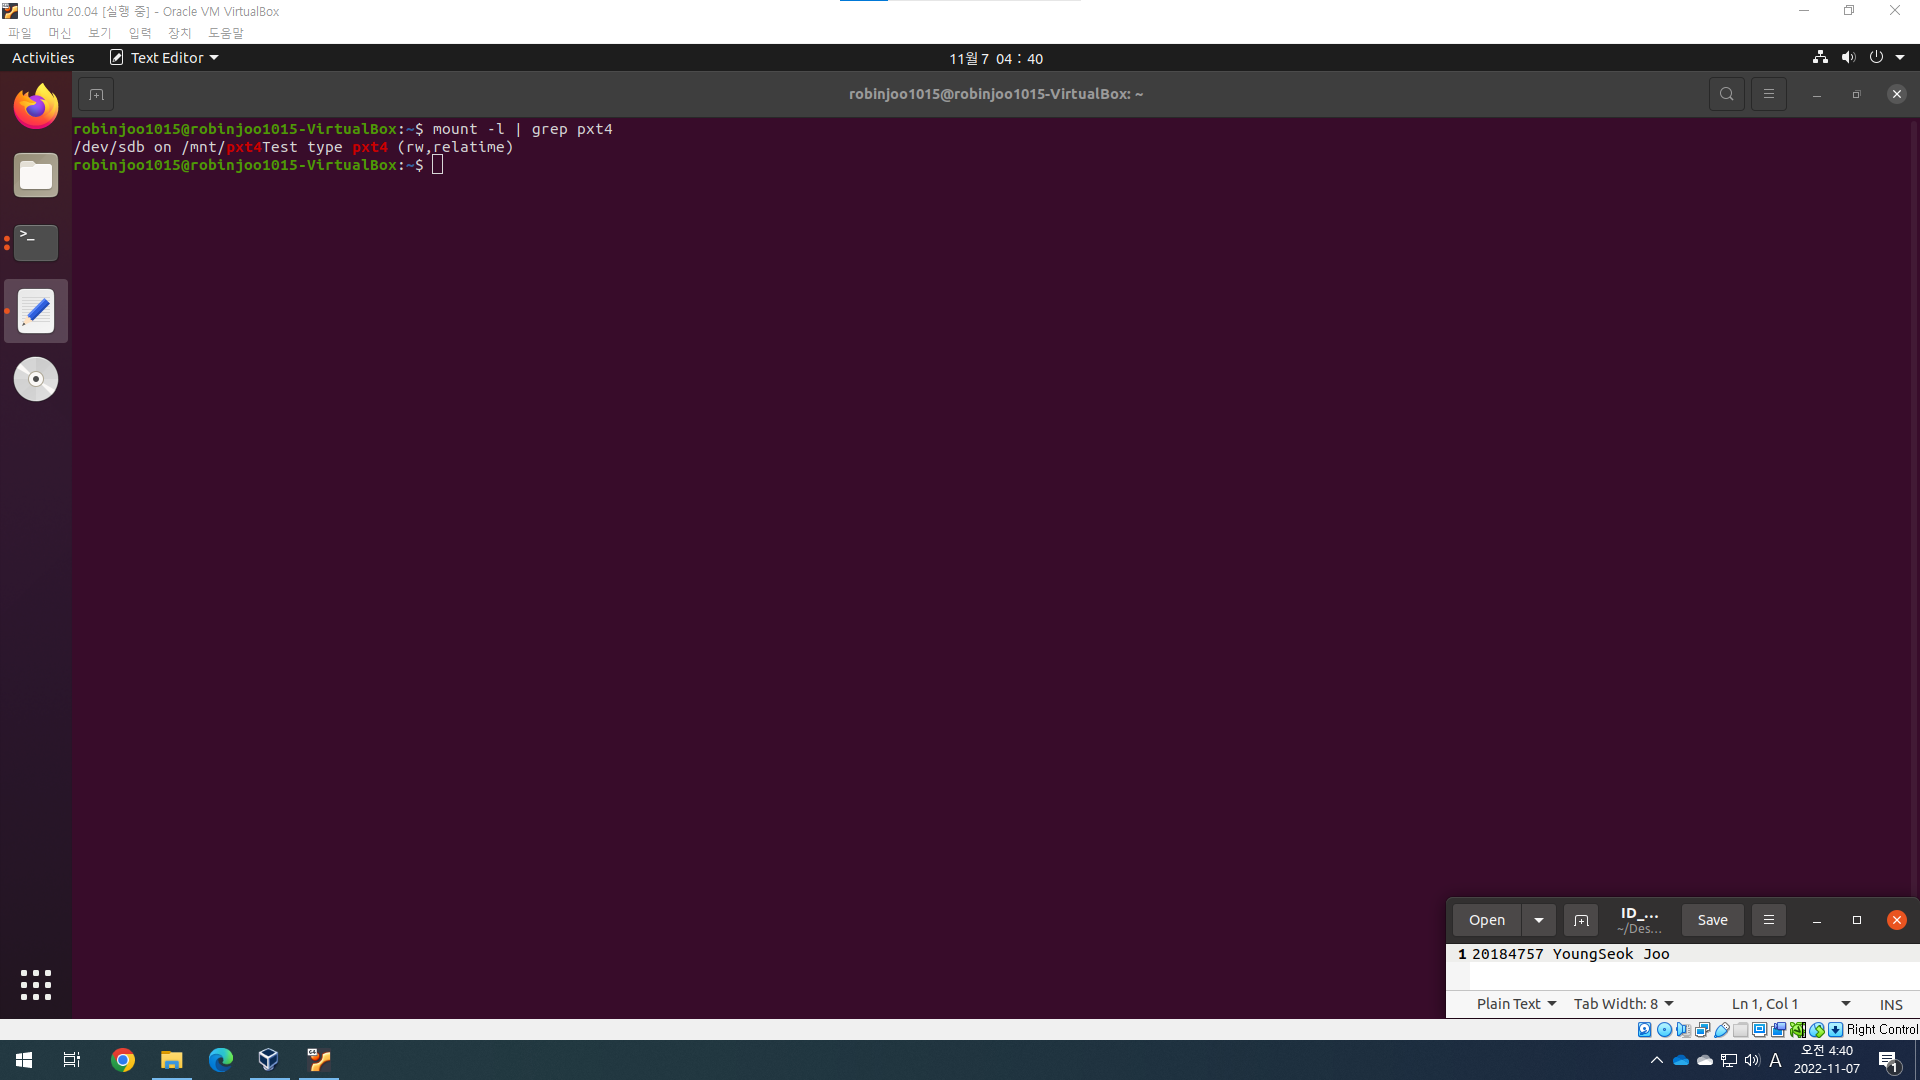 Ubuntu 20.04 [실행 중] - Oracle VM VirtualBox
파일 머신 보기 입력 장치 도움말
Activities Text Editor 11월 7 04 : 40
robinjoo1015@robinjoo1015-VirtualBox: ~
robinjoo1015@robinjoo1015-VirtualBox:~$ mount -l | grep pxt4
/dev/sdb on /mnt/pxt4Test type pxt4 (rw,relatime)
robinjoo1015@robinjoo1015-VirtualBox:~$
Open ID_... Save
~/Des...
1 20184757 YoungSeok Joo
Plain Text Tab Width: 8 Ln 1, Col 1 INS
Right Control
A 오전 4:40
2022-11-07
1